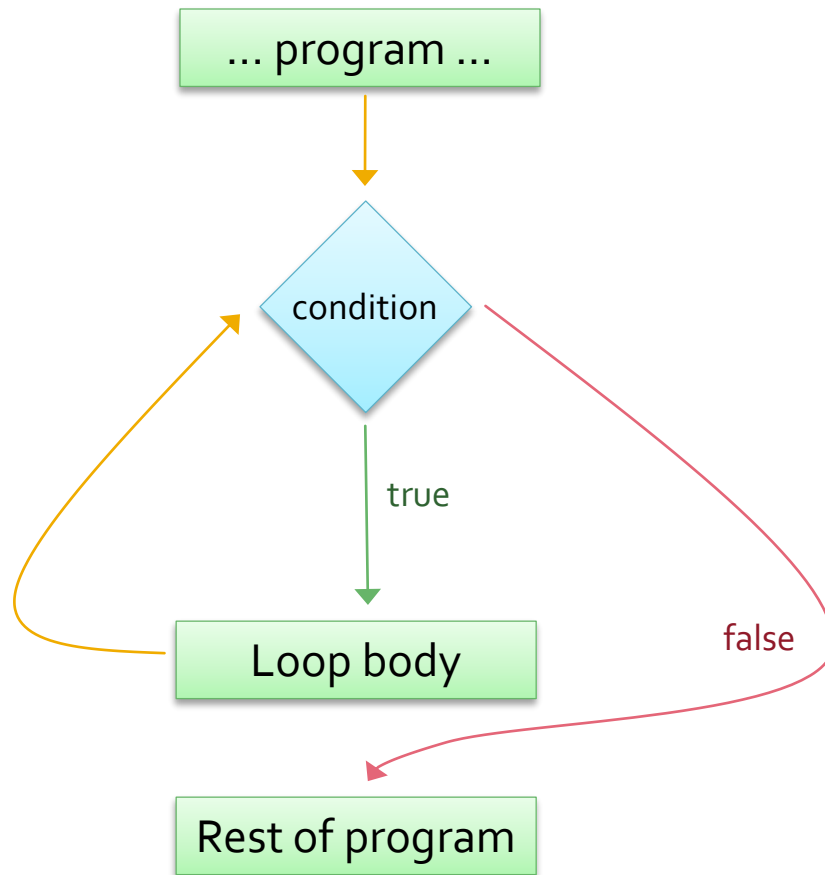 ... program ...
condition
true
Loop body
false
Rest of program